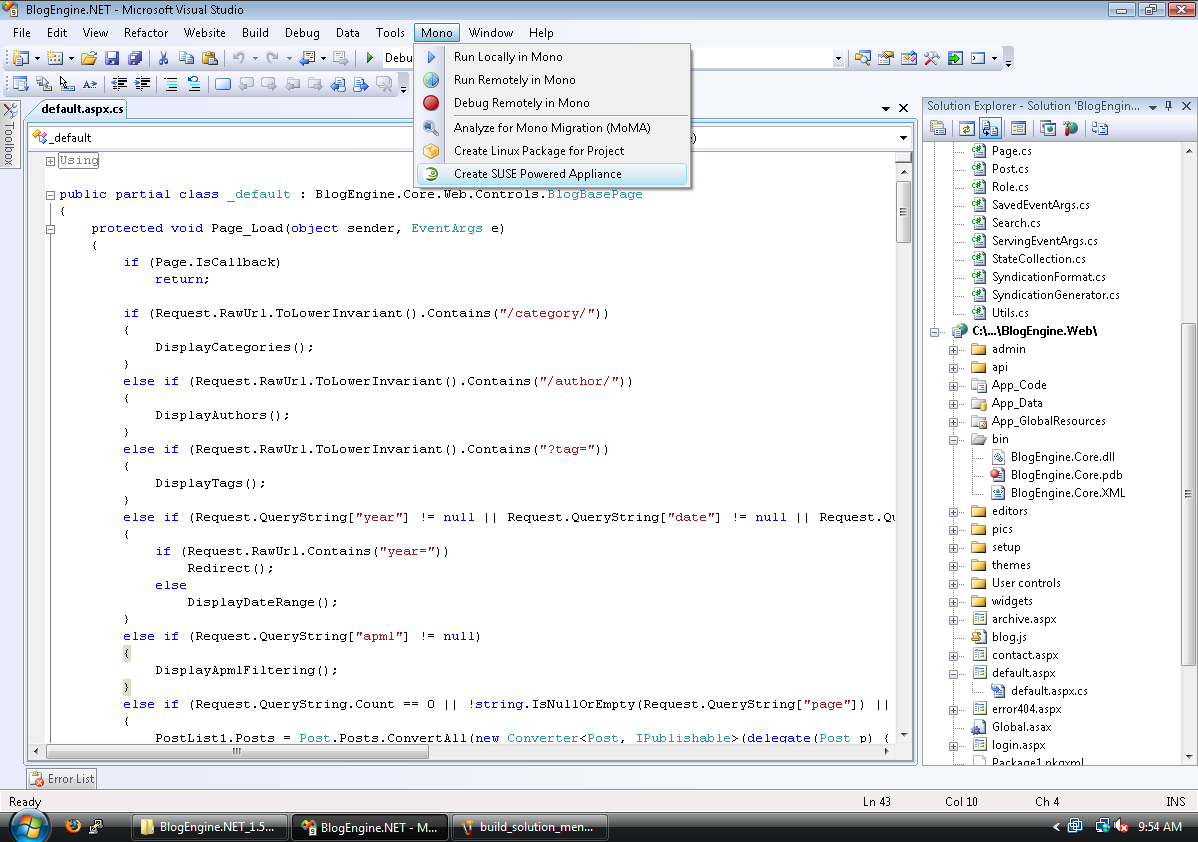 BlogEngine.NET - Microsoft Visual Studio
File Edit View Refactor Website Build Debug Data Tools Mono Window Help
Debu
Run Locally in Mono
Run Remotely in Mono
Debug Remotely in Mono
Analyze for Mono Migration (MoMA)
Create Linux Package for Project
Create SUSE Powered Appliance
Toolbox
default.aspx.cs
_default
Using
public partial class _default : BlogEngine.Core.Web.Controls.BlogBasePage
{
protected void Page_Load(object sender, EventArgs e)
{
if (Page.IsCallback)
return;
if (Request.RawUrl.ToLowerInvariant().Contains("/category/"))
{
DisplayCategories();
}
else if (Request.RawUrl.ToLowerInvariant().Contains("/author/"))
{
DisplayAuthors();
}
else if (Request.RawUrl.ToLowerInvariant().Contains("?tag="))
{
DisplayTags();
}
else if (Request.QueryString["year"] != null || Request.QueryString["date"] != null || Request.Qu
{
if (Request.RawUrl.Contains("year="))
Redirect();
else
DisplayDateRange();
}
else if (Request.QueryString["apml"] != null)
{
DisplayApmlFiltering();
}
else if (Request.QueryString.Count == 0 || !string.IsNullOrEmpty(Request.QueryString["page"]) ||
{
PostList1.Posts = Post.Posts.ConvertAll(new Converter<Post, IPublishable>(delegate(Post p) {
Solution Explorer - Solution 'BlogEngin...
Page.cs
Post.cs
Role.cs
SavedEventArgs.cs
Search.cs
ServingEventArgs.cs
StateCollection.cs
SyndicationFormat.cs
SyndicationGenerator.cs
Utils.cs
C:\...\BlogEngine.Web\
admin
api
App_Code
App_Data
App_GlobalResources
bin
BlogEngine.Core.dll
BlogEngine.Core.pdb
BlogEngine.Core.XML
editors
pics
setup
themes
User controls
widgets
archive.aspx
blog.js
contact.aspx
default.aspx
default.aspx.cs
error404.aspx
Global.asax
login.aspx
Package1.pkgxml
Error List
Ready Ln 43 Col 10 Ch 4 INS
BlogEngine.NET_1.5... BlogEngine.NET - M... build_solution_men... 9:54 AM